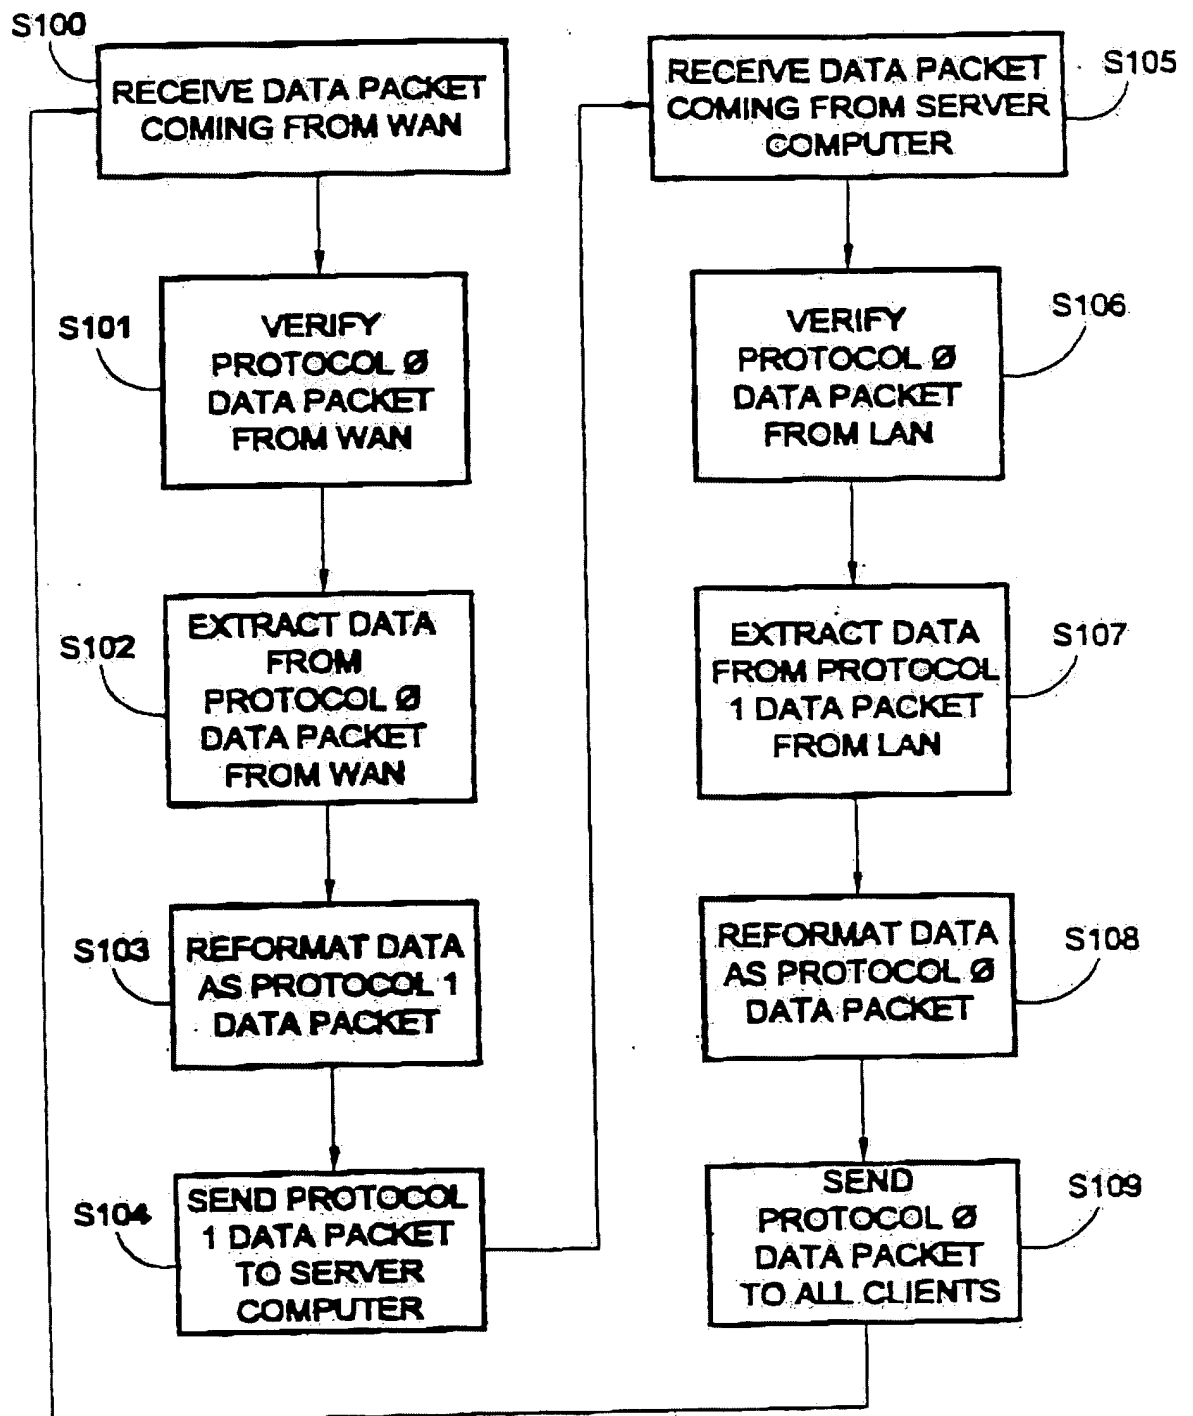 S100
RECEIVE DATA PACKET
COMING FROM WAN
S101
VERIFY
PROTOCOL Ø
DATA PACKET
FROM WAN
S102
EXTRACT DATA
FROM
PROTOCOL Ø
DATA PACKET
FROM WAN
S103
REFORMAT DATA
AS PROTOCOL 1
DATA PACKET
S104
SEND PROTOCOL
1 DATA PACKET
TO SERVER
COMPUTER
S105
RECEIVE DATA PACKET
COMING FROM SERVER
COMPUTER
S106
VERIFY
PROTOCOL Ø
DATA PACKET
FROM LAN
S107
EXTRACT DATA
FROM PROTOCOL
1 DATA PACKET
FROM LAN
S108
REFORMAT DATA
AS PROTOCOL Ø
DATA PACKET
S109
SEND
PROTOCOL Ø
DATA PACKET
TO ALL CLIENTS